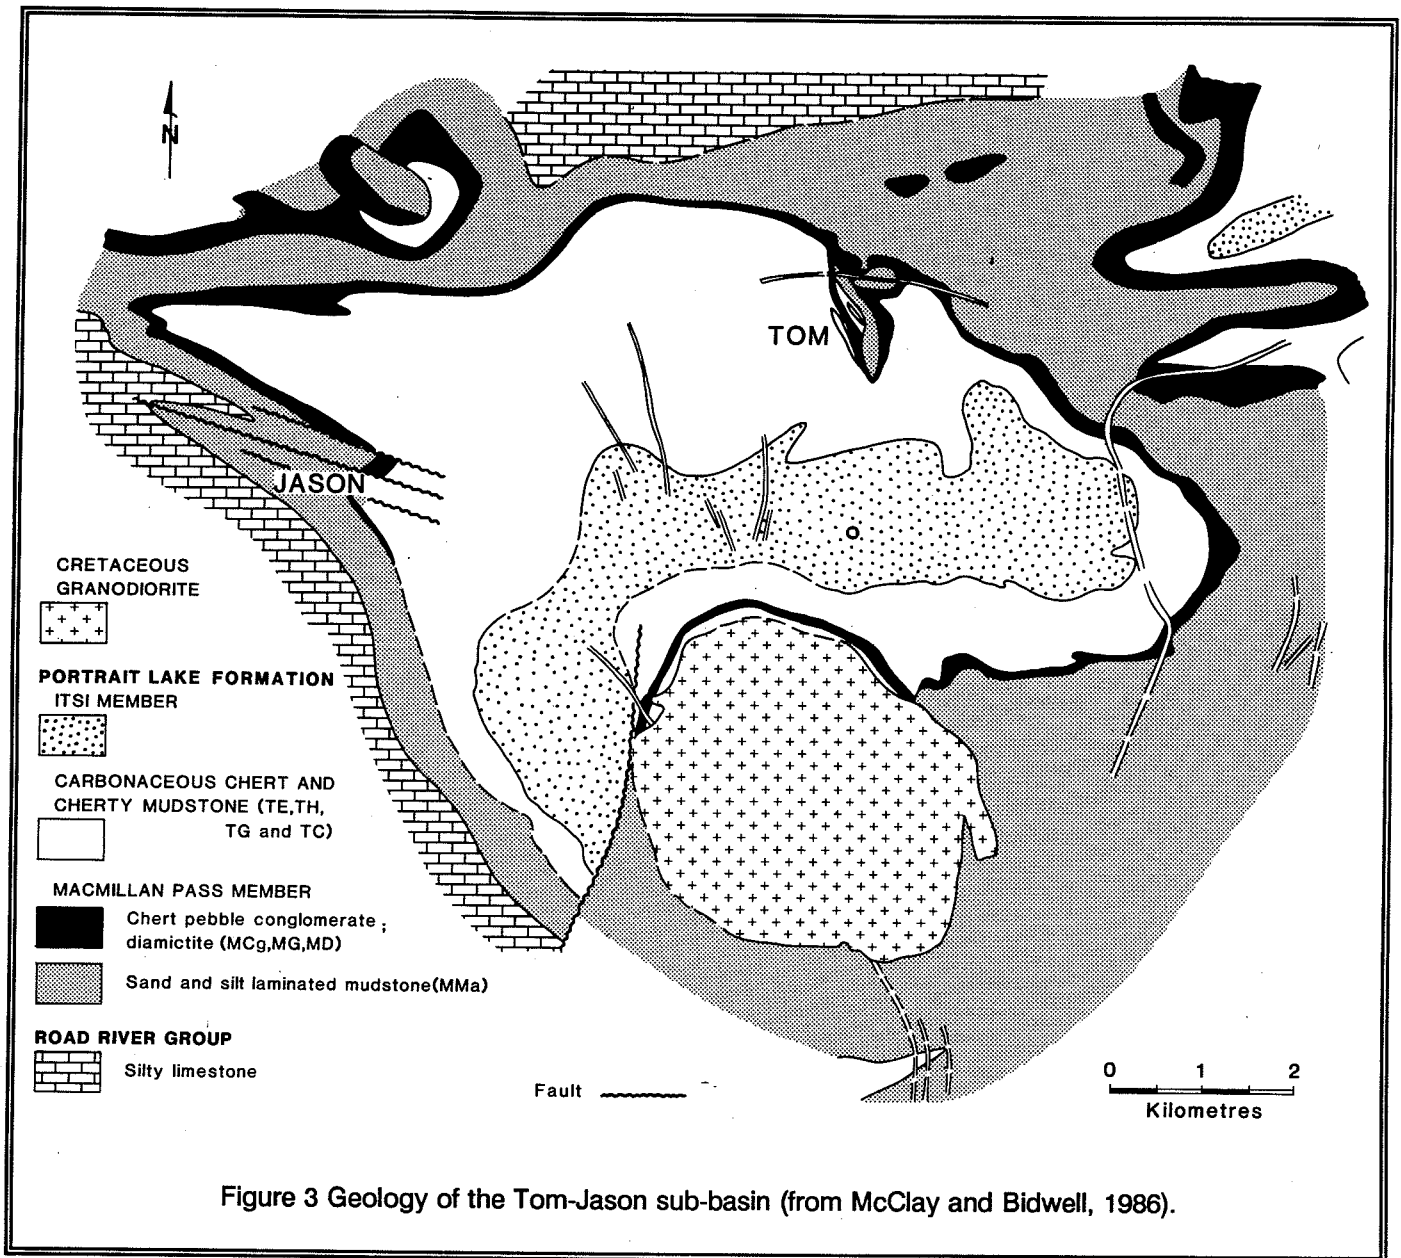 N
TOM
JASON
CRETACEOUS
GRANODIORITE
PORTRAIT LAKE FORMATION
ITSI MEMBER
CARBONACEOUS CHERT AND
CHERTY MUDSTONE (TE,TH,
TG and TC)
MACMILLAN PASS MEMBER
Chert pebble conglomerate;
diamictite (MCg,MG,MD)
Sand and silt laminated mudstone(MMa)
ROAD RIVER GROUP
Silty limestone
Fault
0 1 2
Kilometres
Figure 3 Geology of the Tom-Jason sub-basin (from McClay and Bidwell, 1986).